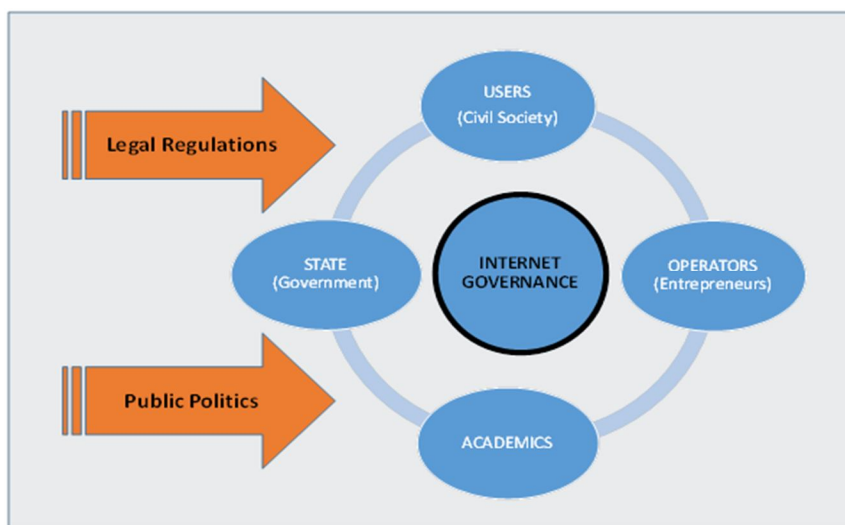 USERS
(Civil Society)
Legal Regulations
STATE
(Government)
INTERNET
GOVERNANCE
OPERATORS
(Entrepreneurs)
Public Politics
ACADEMICS